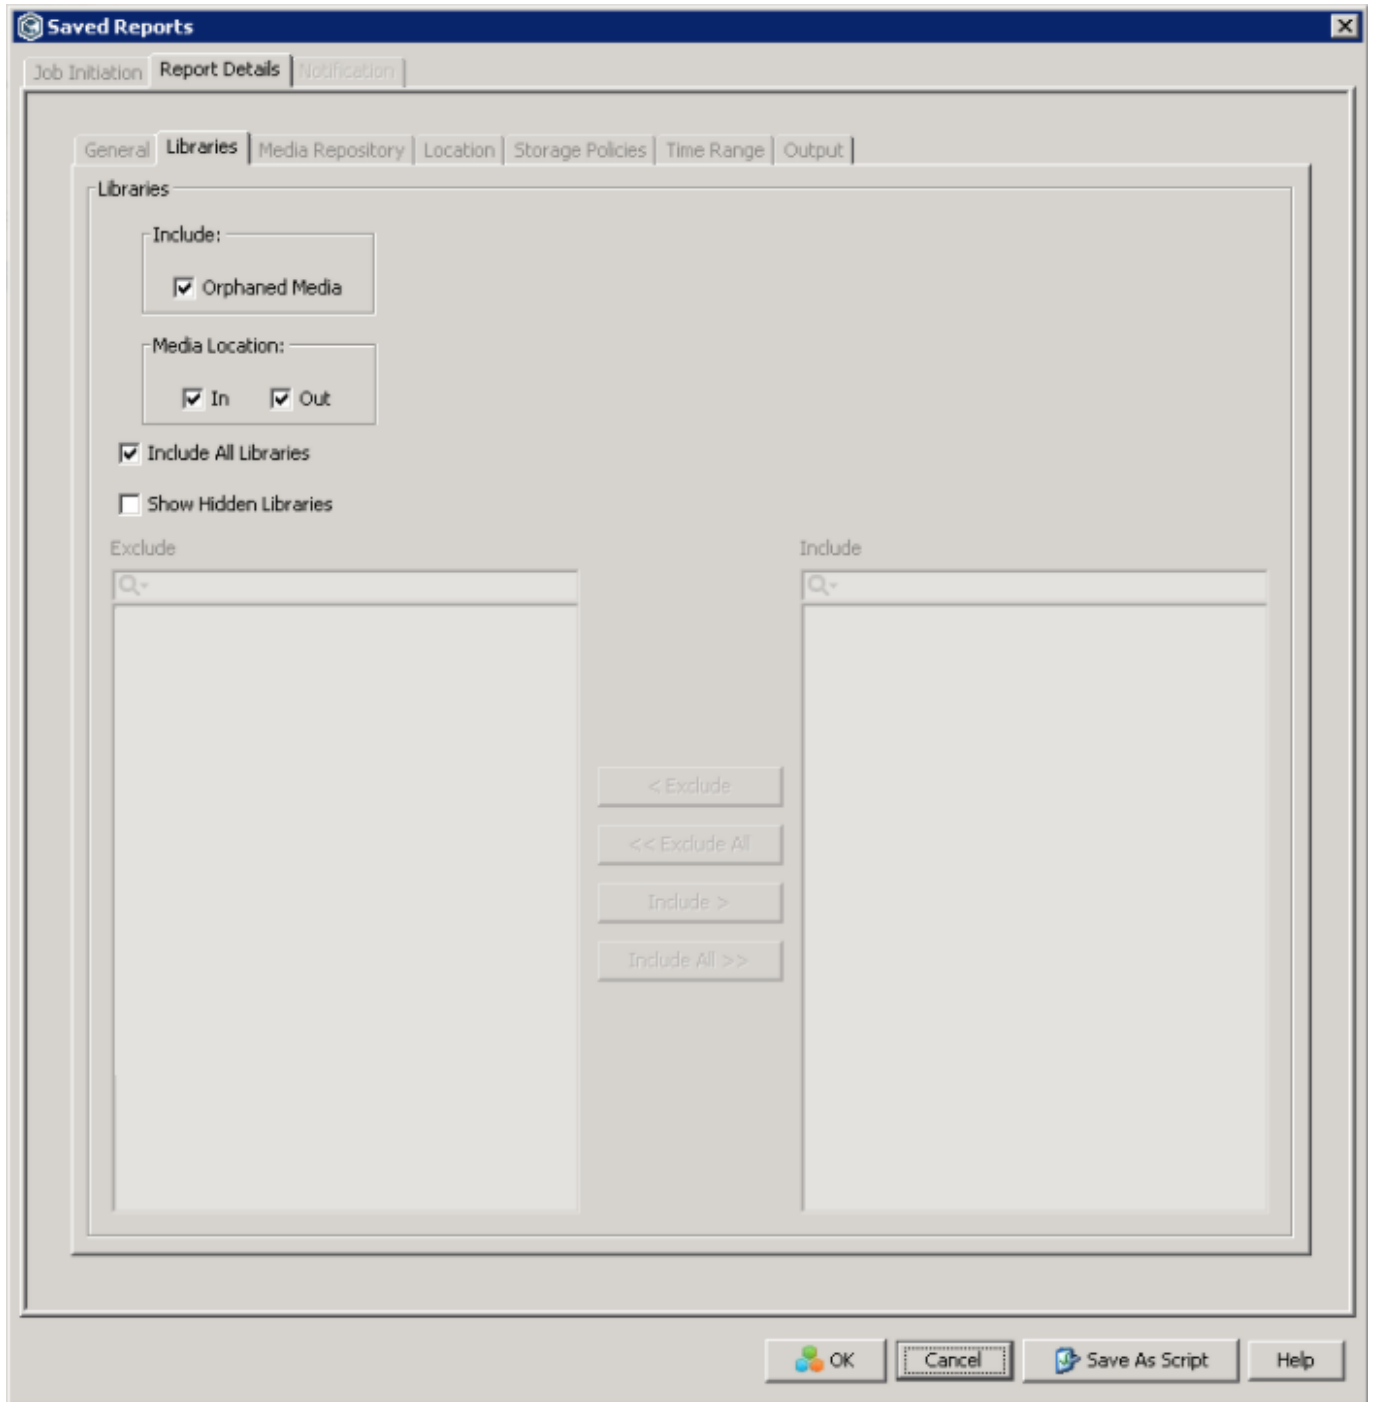 Saved Reports
Job Initiation Report Details Notification
General Libraries Media Repository Location Storage Policies Time Range Output
Libraries
Include:
Orphaned Media
Media Location:
In Out
Include All Libraries
Show Hidden Libraries
Exclude Include
< Exclude
<< Exclude All
Include >
Include All >>
OK Cancel Save As Script Help